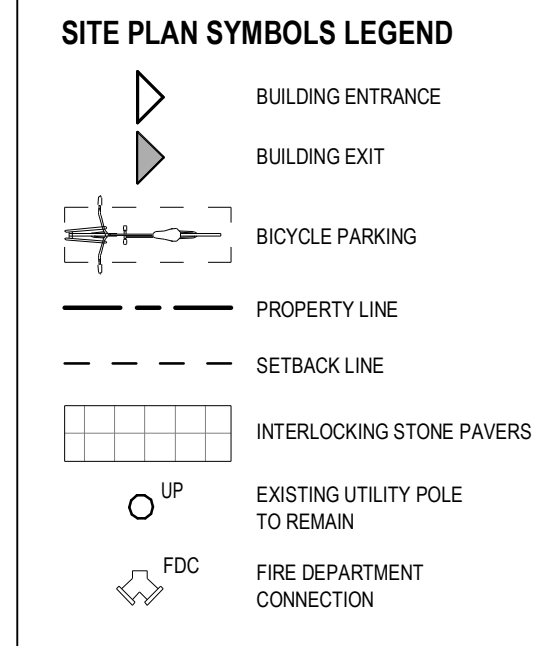 SITE PLAN SYMBOLS LEGEND
BUILDING ENTRANCE
BUILDING EXIT
BICYCLE PARKING
PROPERTY LINE
SETBACK LINE
INTERLOCKING STONE PAVERS
UP
EXISTING UTILITY POLE
TO REMAIN
FDC
FIRE DEPARTMENT
CONNECTION